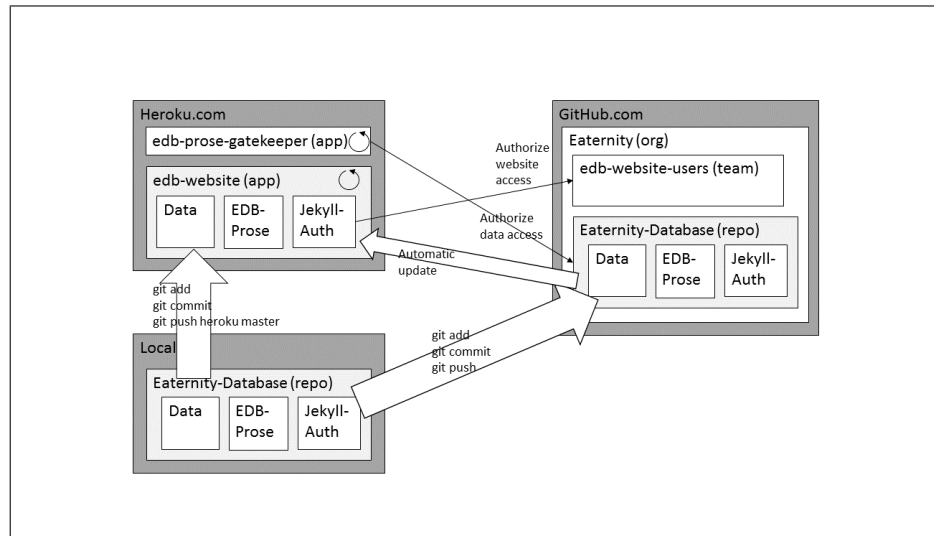 Heroku.com
edb-prose-gatekeeper (app)
edb-website (app)
Data
EDB-
Prose
Jekyll-
Auth
GitHub.com
Eaternity (org)
edb-website-users (team)
Eaternity-Database (repo)
Data
EDB-
Prose
Jekyll-
Auth
Authorize
website
access
Authorize
data access
Automatic
update
git add
git commit
git push heroku master
git add
git commit
git push
Local
Eaternity-Database (repo)
Data
EDB-
Prose
Jekyll-
Auth